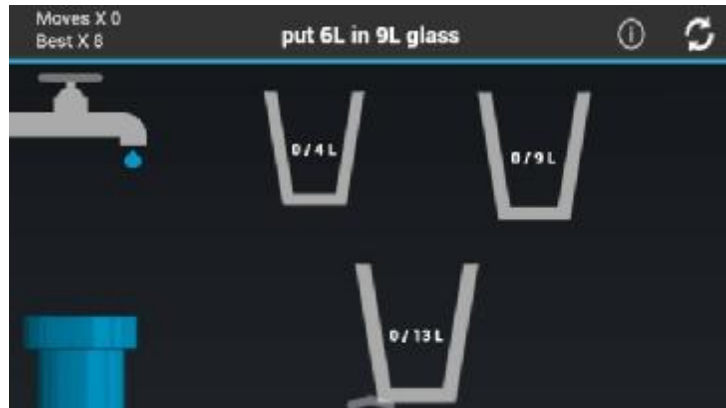 Moves X 0
Best X 8
put 6L in 9L glass
0/4L
0/9L
0/13L